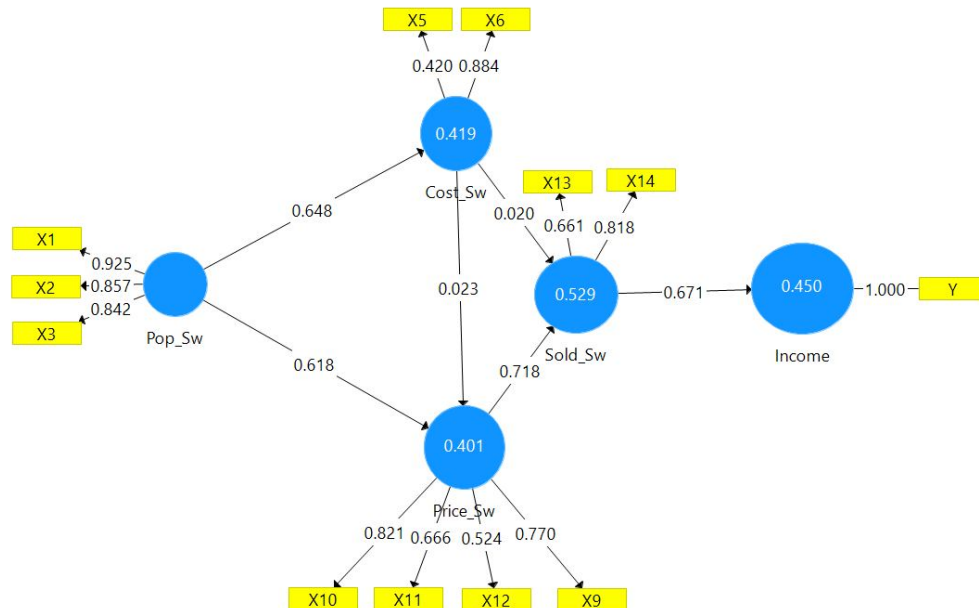 X5
X6
0.420
0.884
0.419
Cost_Sw
X13
X14
0.648
0.020
0.661
0.818
X1
0.925
X2
0.857
X3
0.842
Pop_Sw
0.023
0.529
0.671
0.450
1.000
Y
Sold_Sw
Income
0.618
0.718
0.401
Price_Sw
0.821
0.666
0.524
0.770
X10
X11
X12
X9